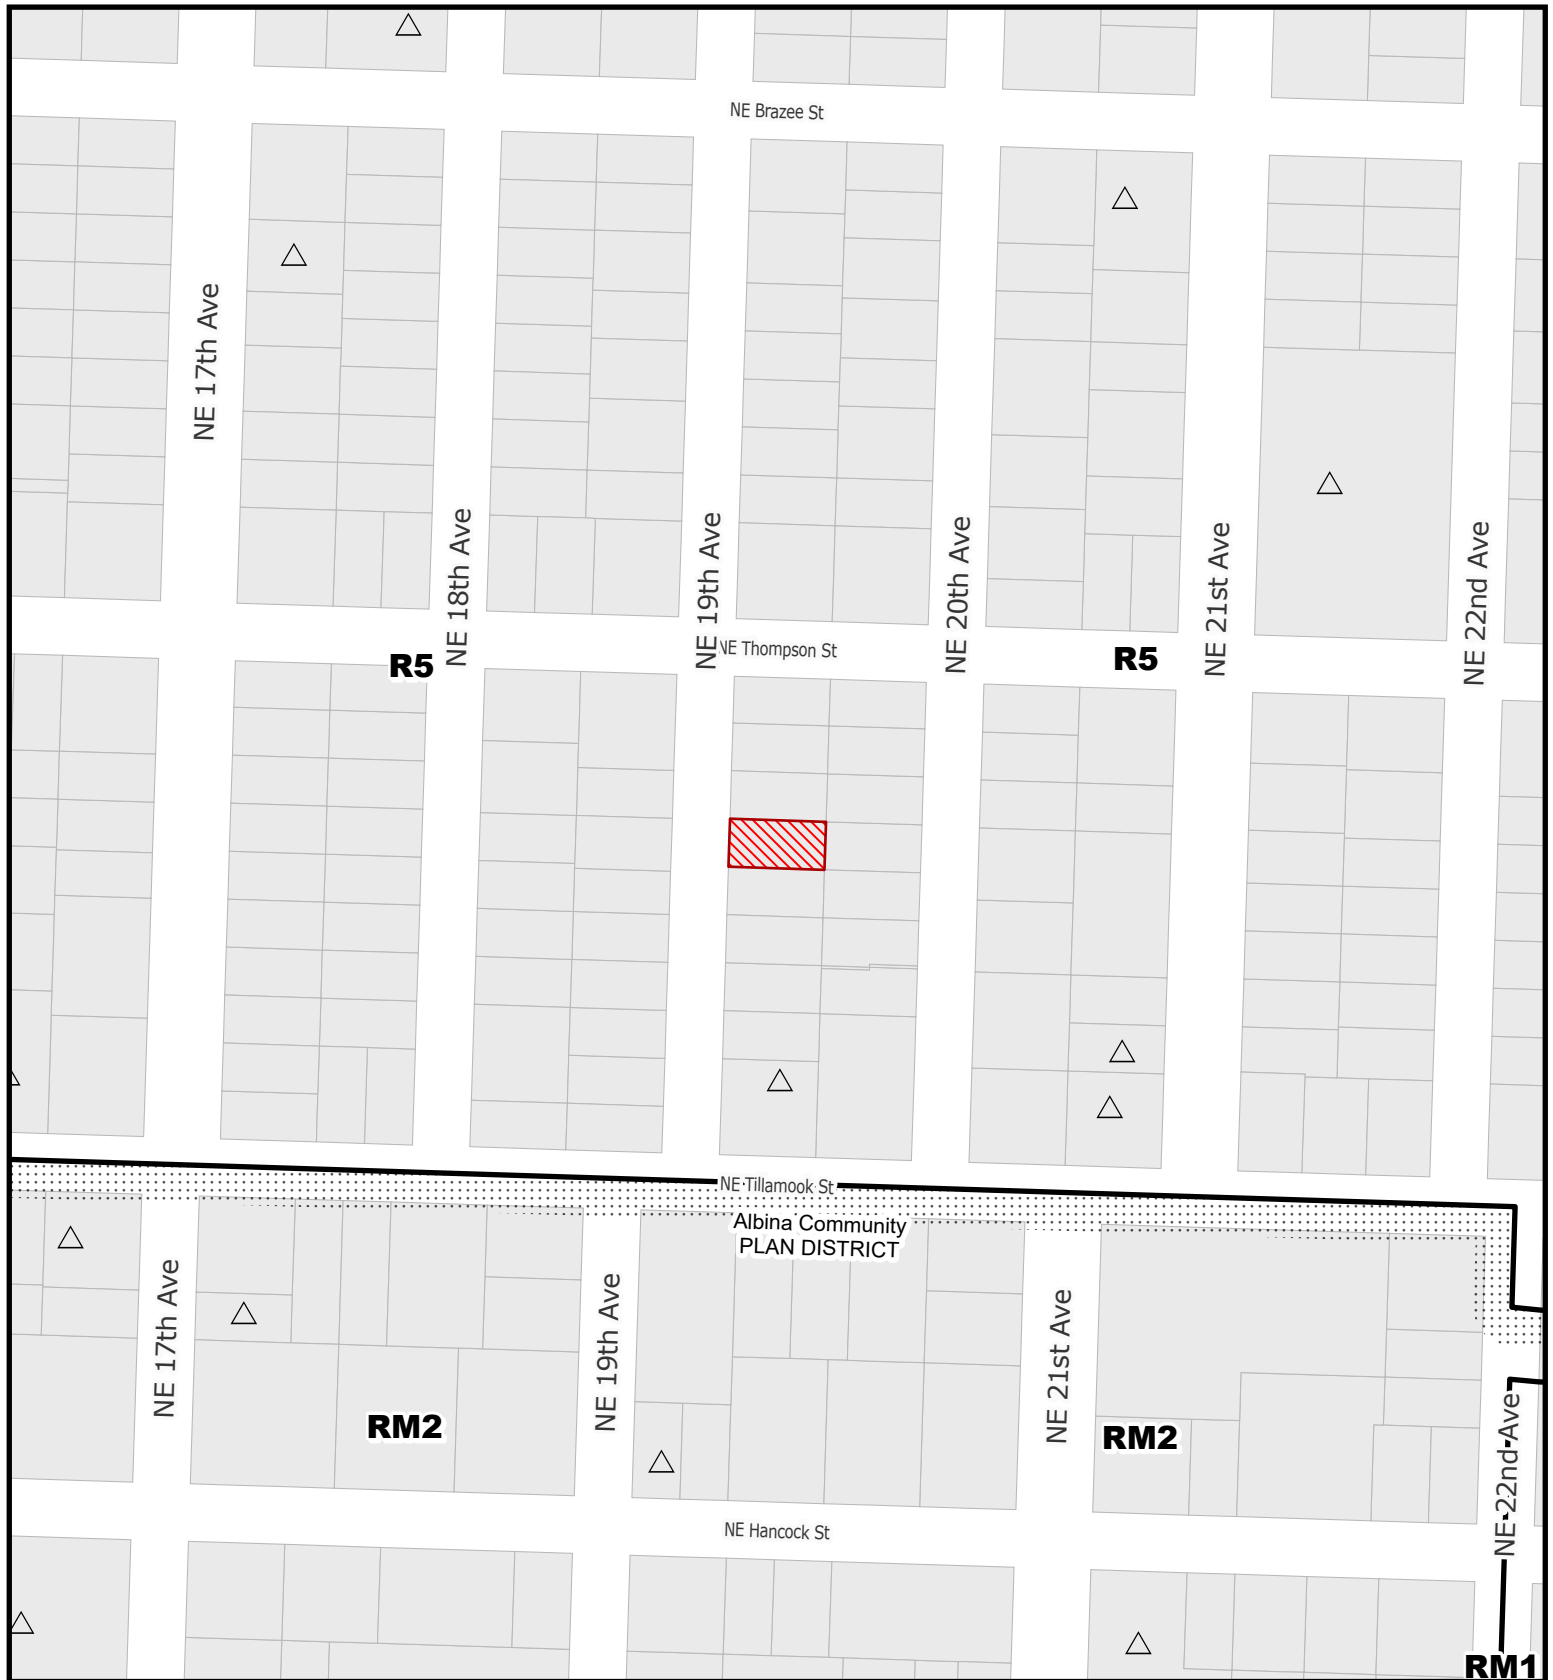 NE Brazee St
NE 17th Ave
NE 18th Ave
NE 19th Ave
NE 20th Ave
NE 21st Ave
NE 22nd Ave
NE Thompson St
R5
R5
NE Tillamook St
Albina Community
PLAN DISTRICT
NE 17th Ave
NE 19th Ave
NE 21st Ave
NE 22nd Ave
RM2
RM2
NE Hancock St
RM1